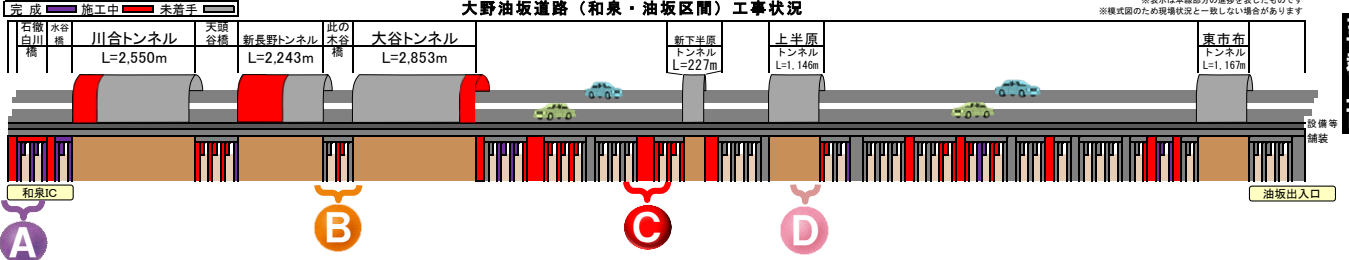 完 成 施工中 未着手
大野油坂道路（和泉・油坂区間）工事状況
※模式図のため現場状況と一致しない場合があります
石徹白川橋
水谷橋
川合トンネル
L=2,550m
天頭谷橋
新長野トンネル
L=2,243m
此の木谷橋
大谷トンネル
L=2,853m
新下半原
トンネル
L=227m
上半原
トンネル
L=1,146m
東市布
トンネル
L=1,167m
設備等
舗装
和泉IC
油坂出入口
A
B
C
D